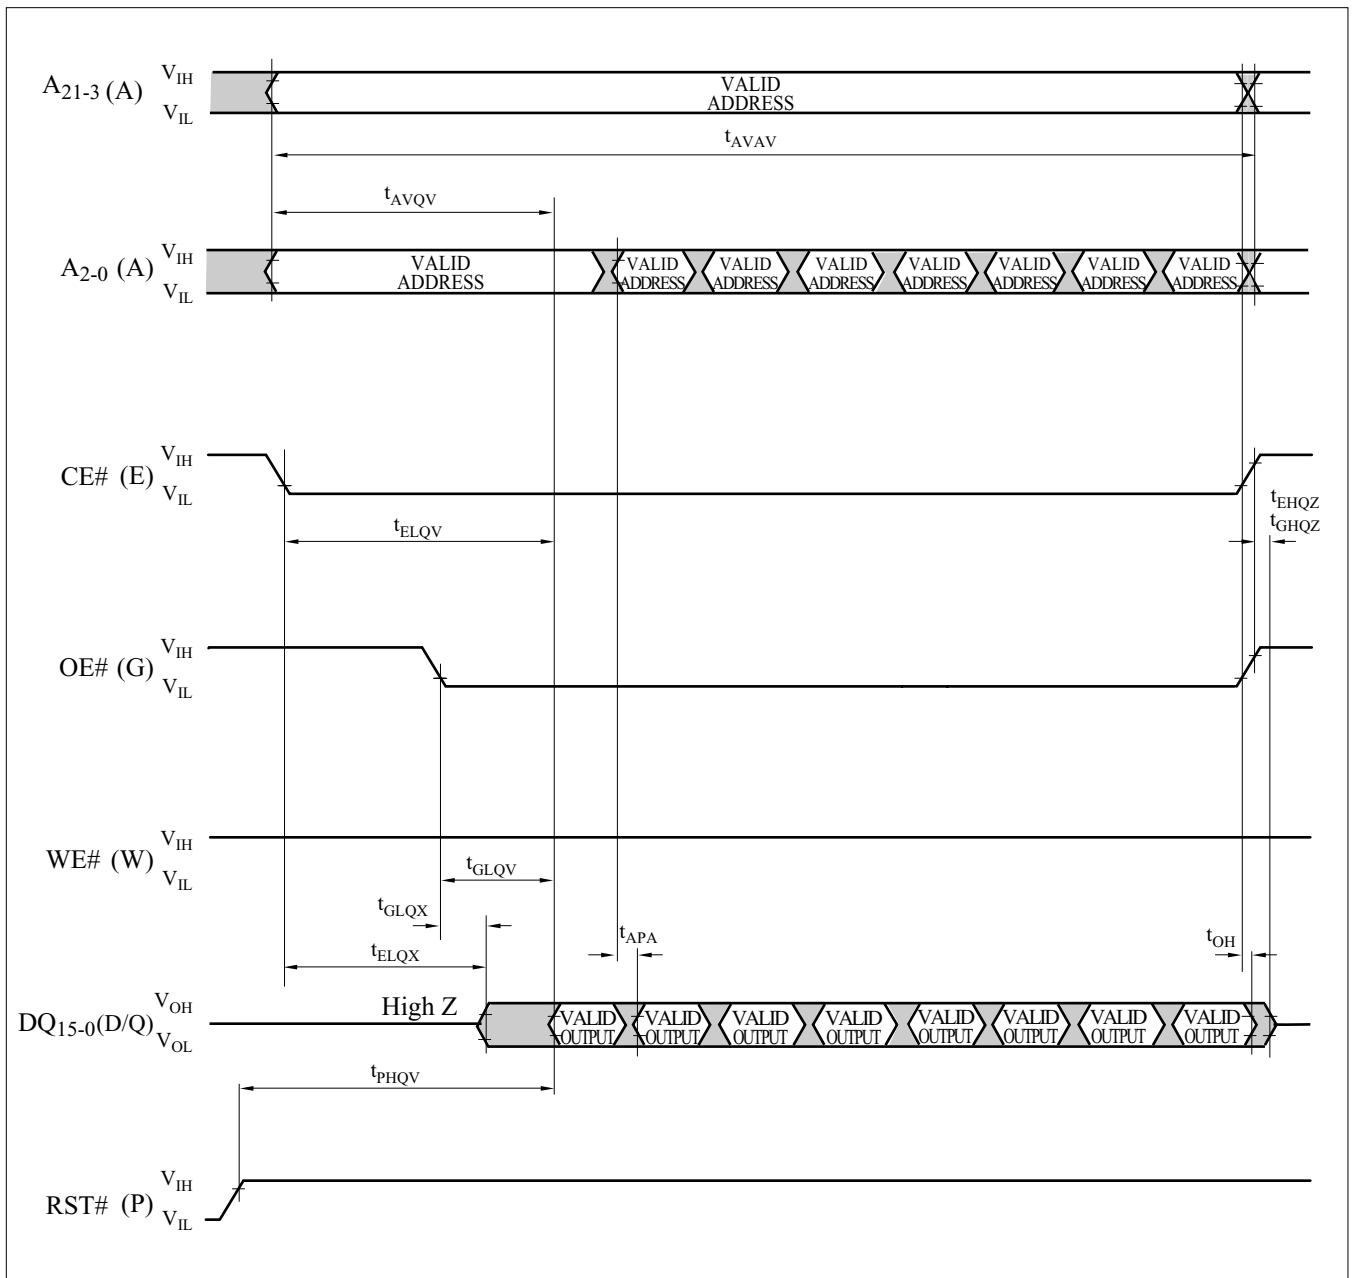 A21-3 (A) VIH VIL
VALID
ADDRESS
tAVAV
tAVQV
A2-0 (A) VIH VIL
VALID VALID VALID VALID VALID VALID VALID VALID
ADDRESS ADDRESS ADDRESS ADDRESS ADDRESS ADDRESS ADDRESS ADDRESS
CE# (E) VIH VIL
tEHQZ
tGHQZ
tELQV
OE# (G) VIH VIL
WE# (W) VIH VIL
tGLQV
tGLQX
tAPA
tOH
tELQX
High Z
DQ15-0(D/Q) VOH VOL
VALID VALID VALID VALID VALID VALID VALID VALID
OUTPUT OUTPUT OUTPUT OUTPUT OUTPUT OUTPUT OUTPUT OUTPUT
tPHQV
RST# (P) VIH VIL